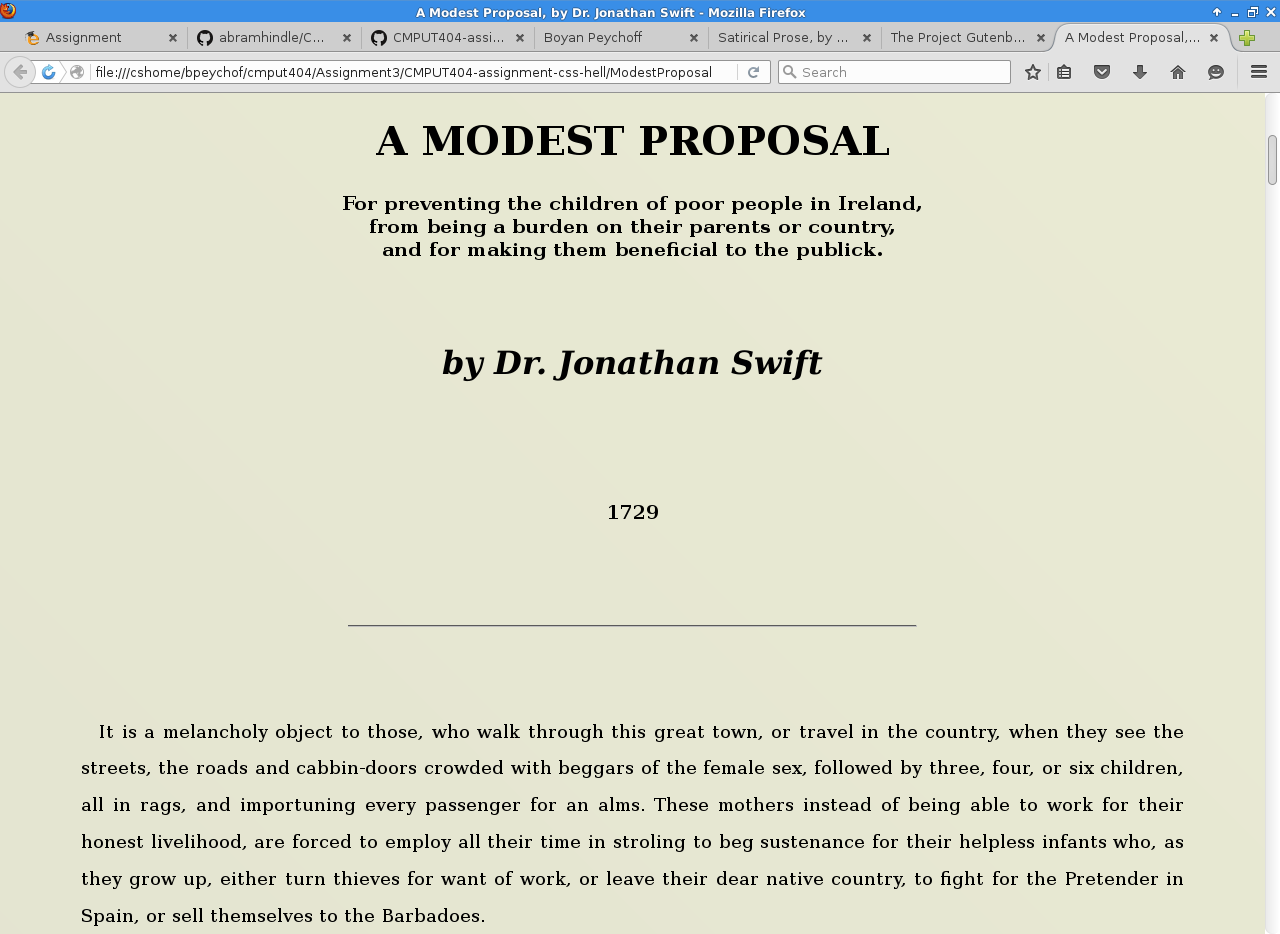 A Modest Proposal, by Dr. Jonathan Swift - Mozilla Firefox
Assignment
abramhindle/C...
CMPUT404-assi...
Boyan Peychoff
Satirical Prose, by ...
The Project Gutenb...
A Modest Proposal,...
file:///cshome/bpeychof/cmput404/Assignment3/CMPUT404-assignment-css-hell/ModestProposal
Search
A MODEST PROPOSAL
For preventing the children of poor people in Ireland,
from being a burden on their parents or country,
and for making them beneficial to the publick.
by Dr. Jonathan Swift
1729
It is a melancholy object to those, who walk through this great town, or travel in the country, when they see the
streets, the roads and cabbin-doors crowded with beggars of the female sex, followed by three, four, or six children,
all in rags, and importuning every passenger for an alms. These mothers instead of being able to work for their
honest livelihood, are forced to employ all their time in stroling to beg sustenance for their helpless infants who, as
they grow up, either turn thieves for want of work, or leave their dear native country, to fight for the Pretender in
Spain, or sell themselves to the Barbadoes.